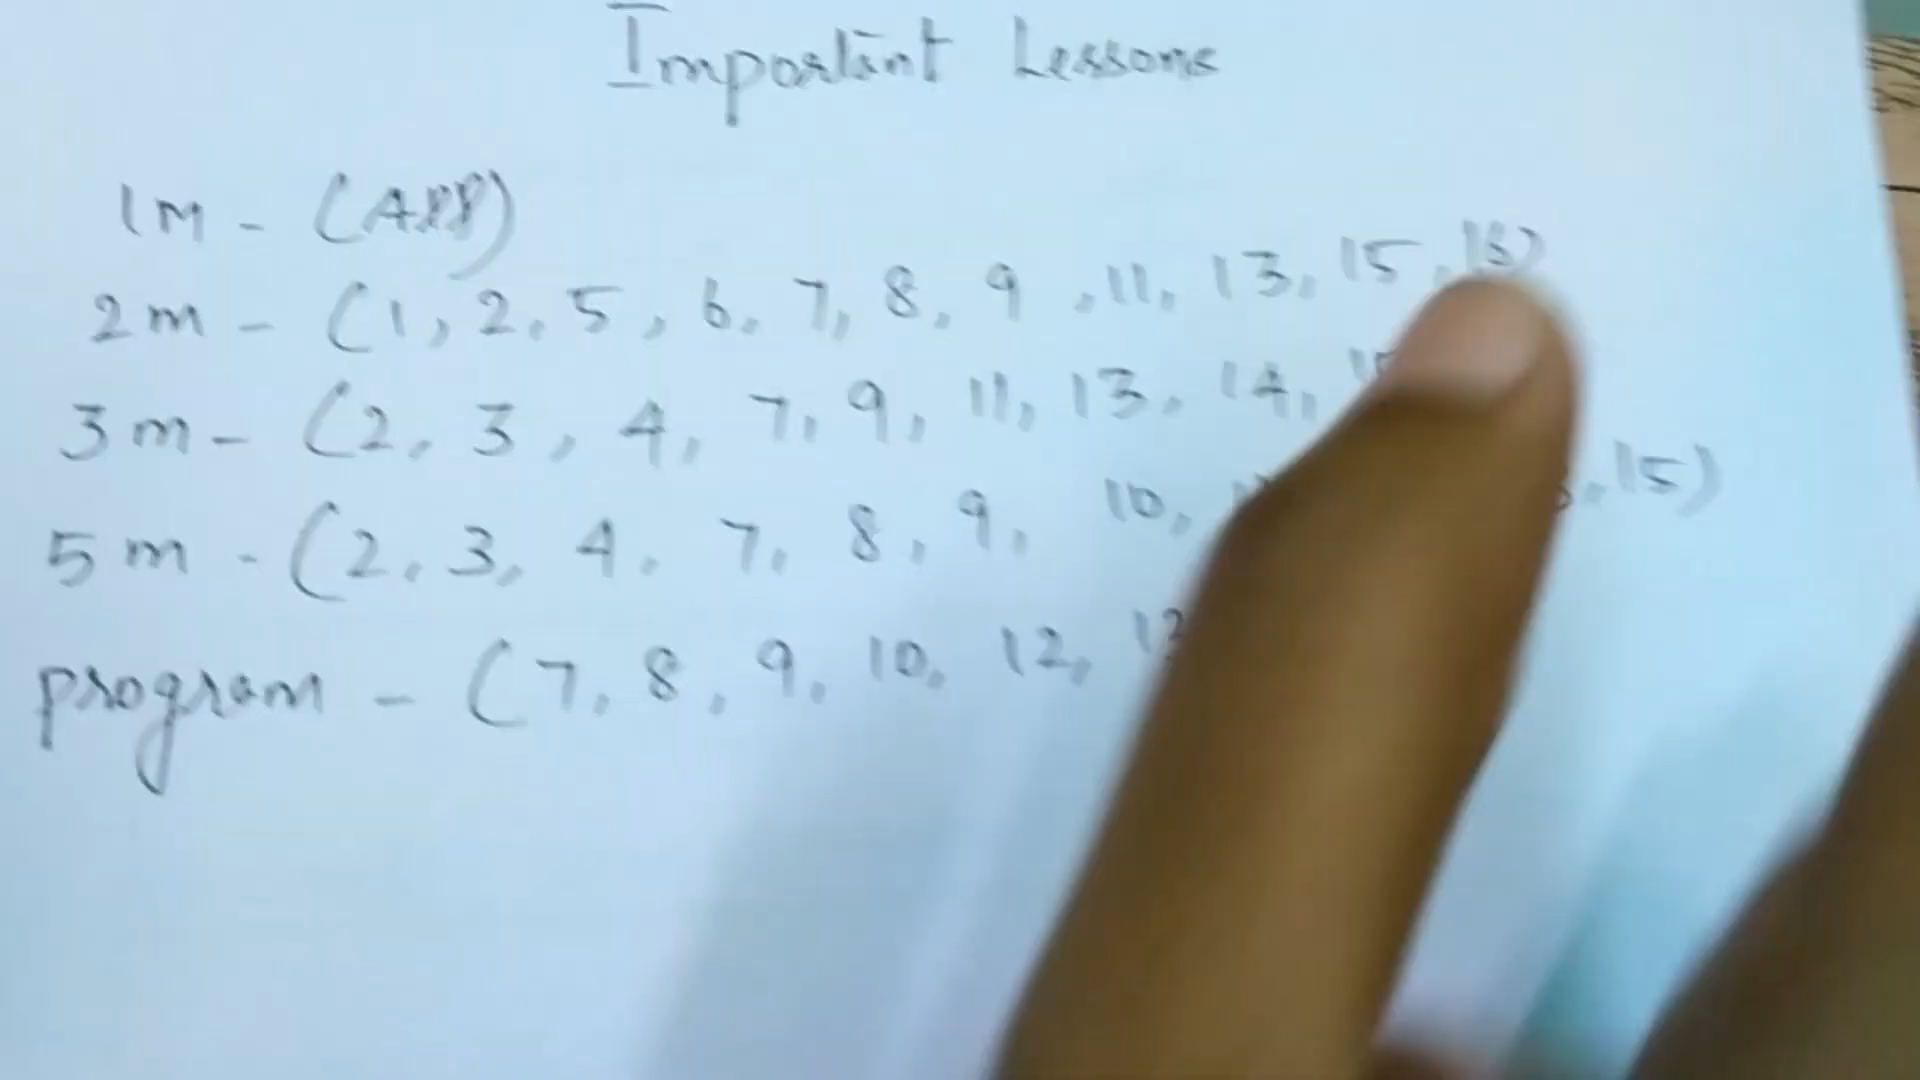 Important Lessons
1M - (All)
2m - (1, 2, 5, 6, 7, 8, 9, 11, 13, 15, 16)
3m - (2, 3, 4, 7, 9, 11, 13, 14,
5m - (2, 3, 4, 7, 8, 9, 10, , 15)
program - (7, 8, 9, 10, 12,